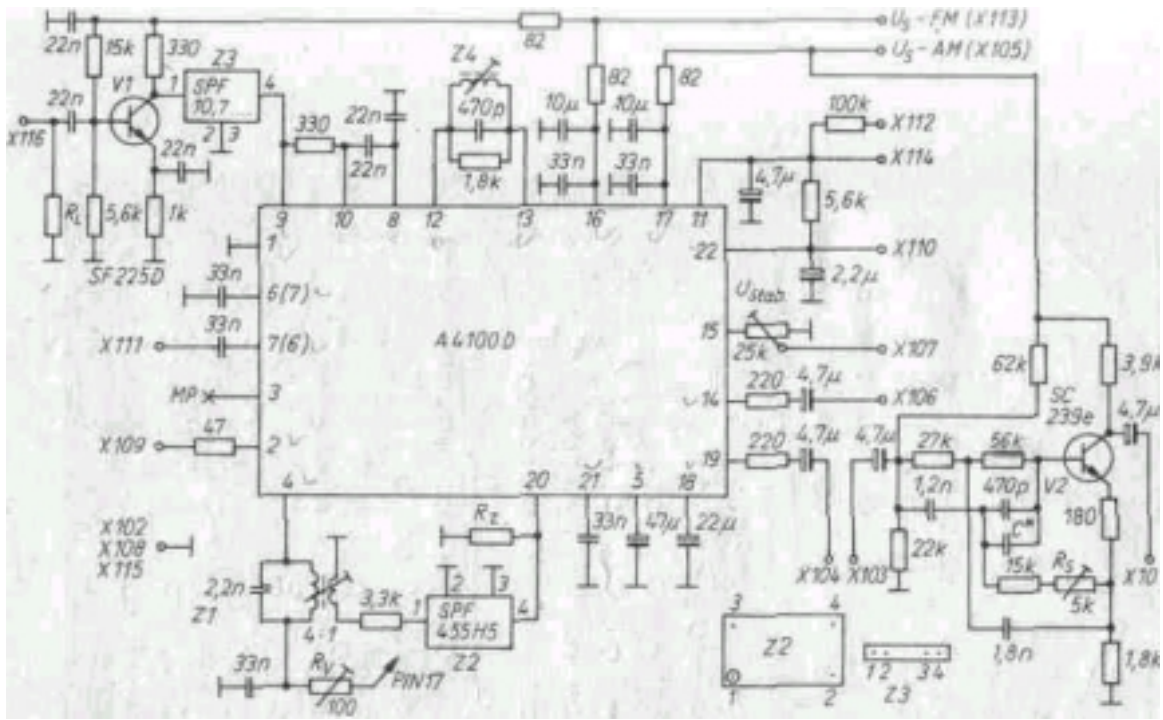 22n
15k
330
82
U_S - FM (X113)
U_S - AM (X105)
Z3
Z4
V1
1
SPF
10,7
4
2
3
22n
X116
22n
470p
1,8k
22n
330
22n
82
82
10µ
10µ
33n
33n
100k
X112
X114
4,7µ
5,6k
R_L
5,6k
1k
9
10
8
12
13
16
17
11
22
X110
2,2µ
SF225D
1
33n
6(7)
33n
X111
7(6)
A4100D
U_Stab.
15
25k
X107
MP
3
220
4,7µ
14
X106
62k
3,9k
SC
239e
4,7µ
X109
47
2
220
4,7µ
19
4,7µ
27k
56k
4
20
21
5
18
1,2n
470p
V2
C*
180
X102
X108
X115
33n
47µ
22µ
X104
X103
22k
15k
R_S
5k
X10
2,2n
Z1
4:1
3,3k
1
2
3
SPF
455H5
4
Z2
3
4
Z2
1
2
1 2
3 4
Z3
1,8n
1,8k
33n
R_V
100
PIN17